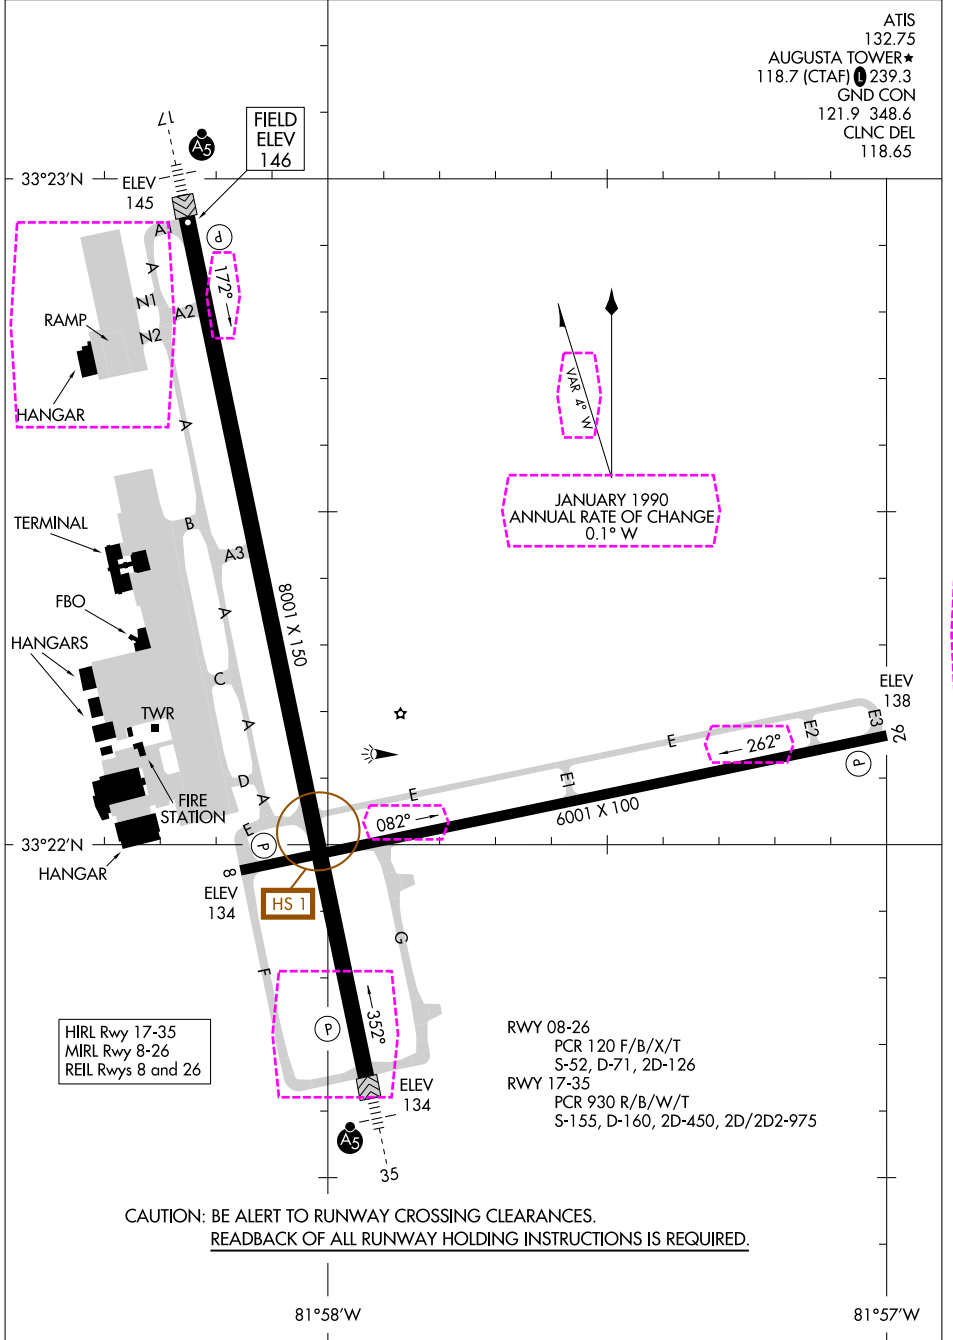 ATIS
132.75
AUGUSTA TOWER★
118.7 (CTAF) L 239.3
GND CON
121.9 348.6
CLNC DEL
118.65
17
A5
FIELD
ELEV
146
33°23'N
ELEV
145
A1
P
A
172°
N1
A2
RAMP
N2
VAR 4° W
HANGAR
A
JANUARY 1990
ANNUAL RATE OF CHANGE
0.1° W
TERMINAL
B
A3
8001 X 150
FBO
A
HANGARS
C
ELEV
138
TWR
A
E
E2
E3
26
262°
P
D
E1
FIRE
STATION
A
E
6001 X 100
082°
E
P
33°22'N
HANGAR
8
ELEV
134
HS 1
G
F
352°
P
HIRL Rwy 17-35
MIRL Rwy 8-26
REIL Rwys 8 and 26
RWY 08-26
PCR 120 F/B/X/T
S-52, D-71, 2D-126
RWY 17-35
PCR 930 R/B/W/T
S-155, D-160, 2D-450, 2D/2D2-975
ELEV
134
A5
35
CAUTION: BE ALERT TO RUNWAY CROSSING CLEARANCES.
READBACK OF ALL RUNWAY HOLDING INSTRUCTIONS IS REQUIRED.
81°58'W
81°57'W